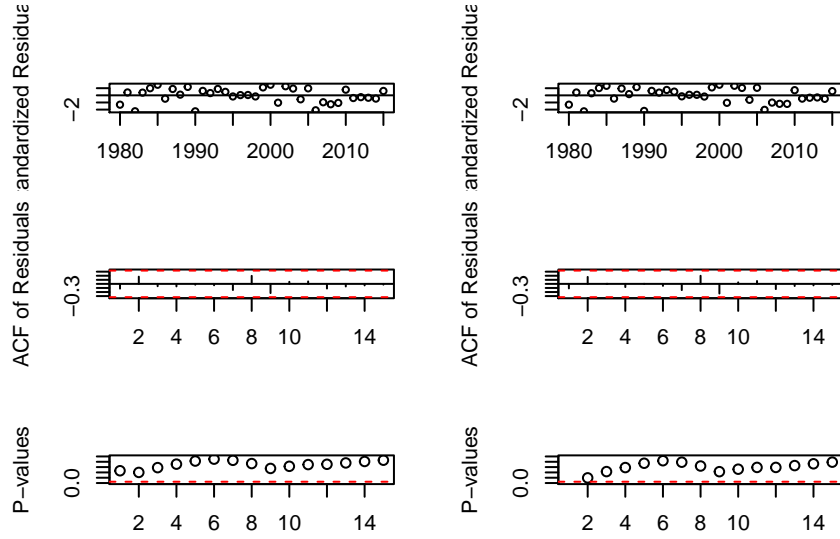 andardized Residua
−2
1980 1990 2000 2010
ACF of Residuals
−0.3
2 4 6 8 10 14
P−values
0.0
2 4 6 8 10 14
andardized Residua
−2
1980 1990 2000 2010
ACF of Residuals
−0.3
2 4 6 8 10 14
P−values
0.0
2 4 6 8 10 14